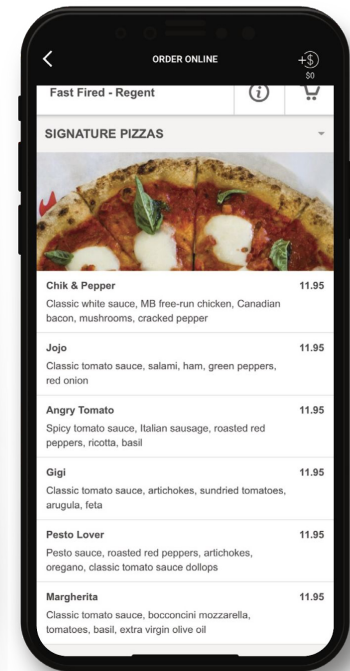 ORDER ONLINE
+$
$0
Fast Fired - Regent
i
SIGNATURE PIZZAS
Chik & Pepper 11.95
Classic white sauce, MB free-run chicken, Canadian
bacon, mushrooms, cracked pepper
Jojo 11.95
Classic tomato sauce, salami, ham, green peppers,
red onion
Angry Tomato 11.95
Spicy tomato sauce, Italian sausage, roasted red
peppers, ricotta, basil
Gigi 11.95
Classic tomato sauce, artichokes, sundried tomatoes,
arugula, feta
Pesto Lover 11.95
Pesto sauce, roasted red peppers, artichokes,
oregano, classic tomato sauce dollops
Margherita 11.95
Classic tomato sauce, bocconcini mozzarella,
tomatoes, basil, extra virgin olive oil